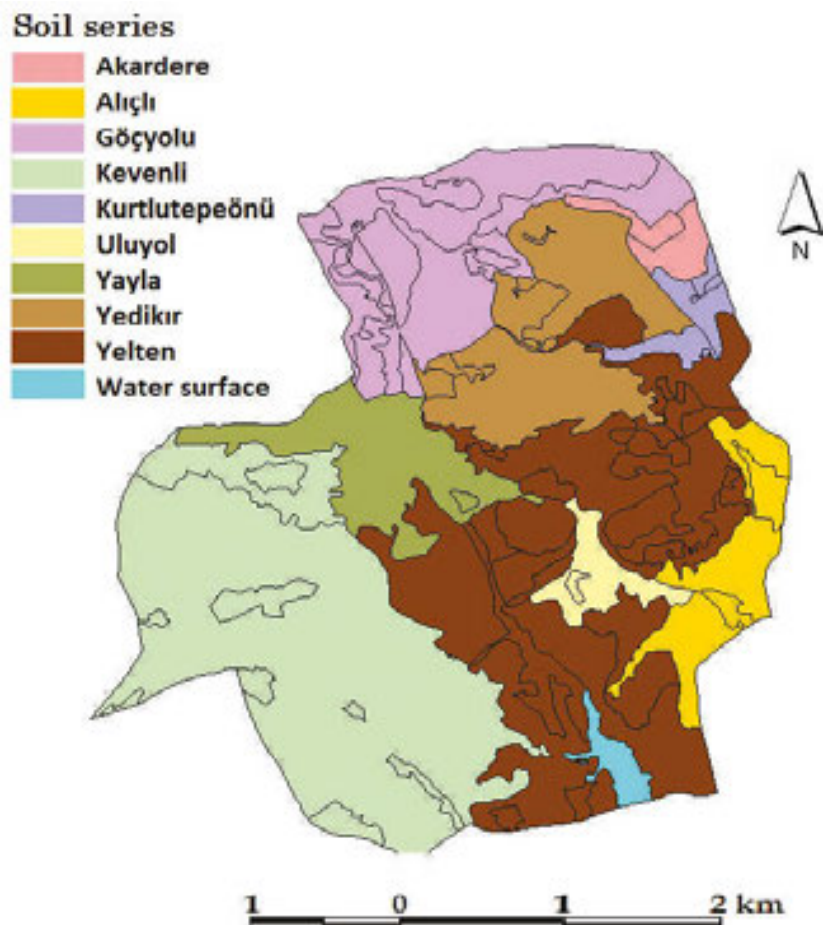 Soil series
Akardere
Alıçlı
Göçyolu
Kevenli
Kurtlutepeönü
Uluyol
Yayla
Yedikır
Yelten
Water surface
N
1 0 1 2 km